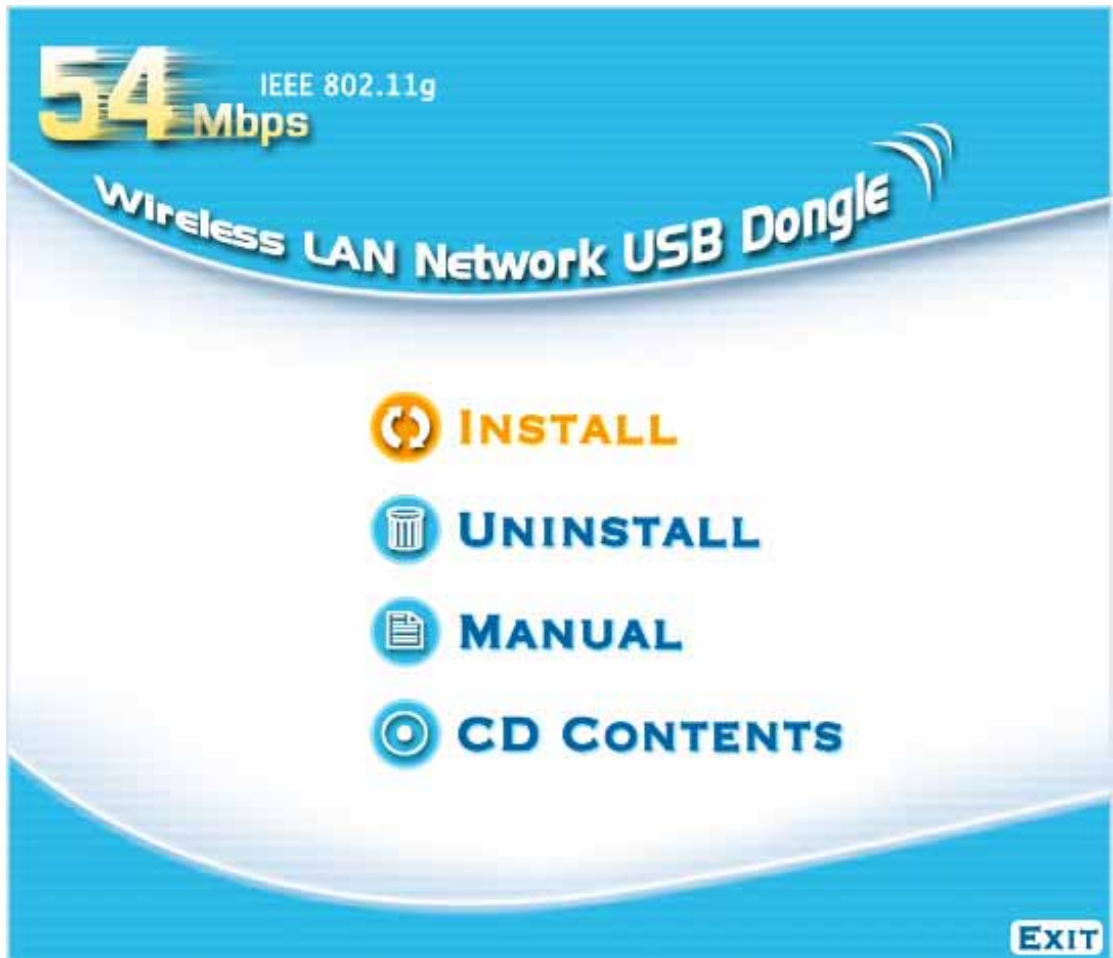 54 Mbps IEEE 802.11g
Wireless LAN Network USB Dongle
INSTALL
UNINSTALL
MANUAL
CD CONTENTS
EXIT